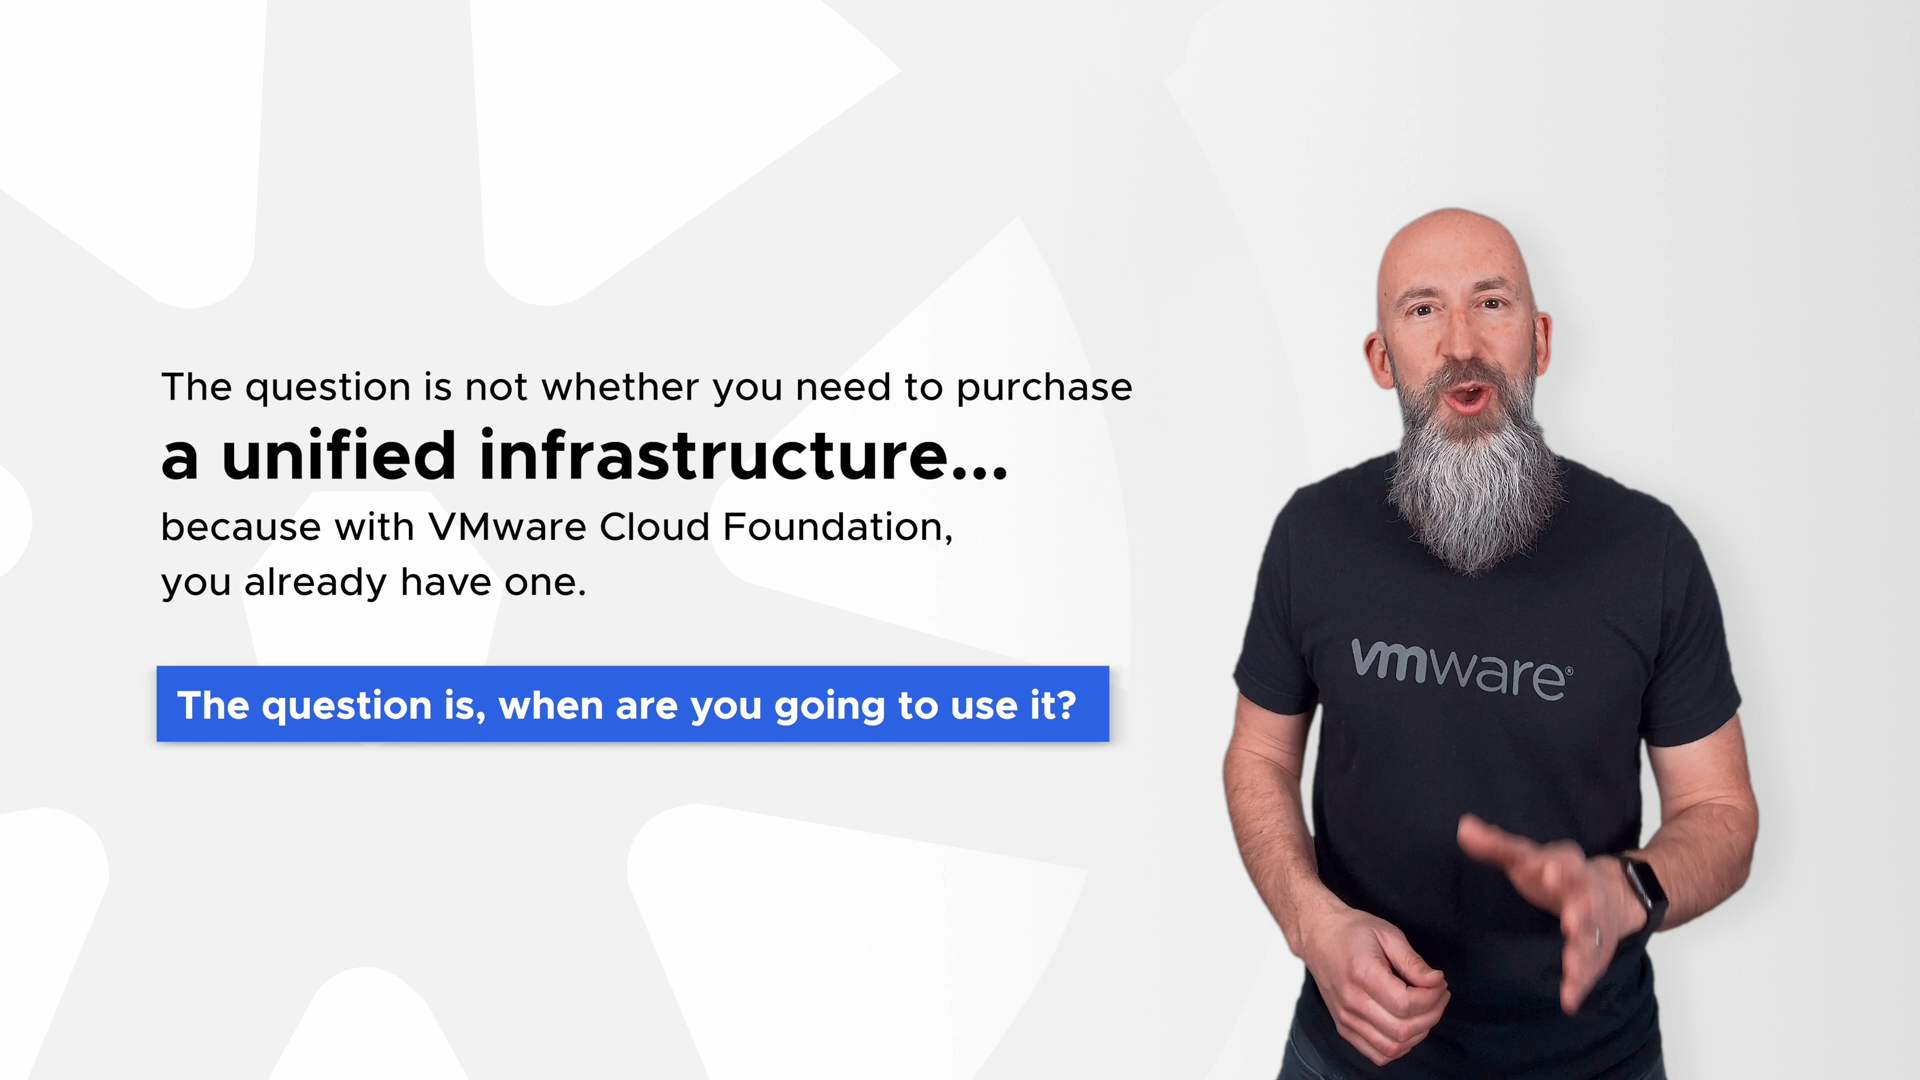 The question is not whether you need to purchase
a unified infrastructure...
because with VMware Cloud Foundation,
you already have one.
The question is, when are you going to use it?
vmware®